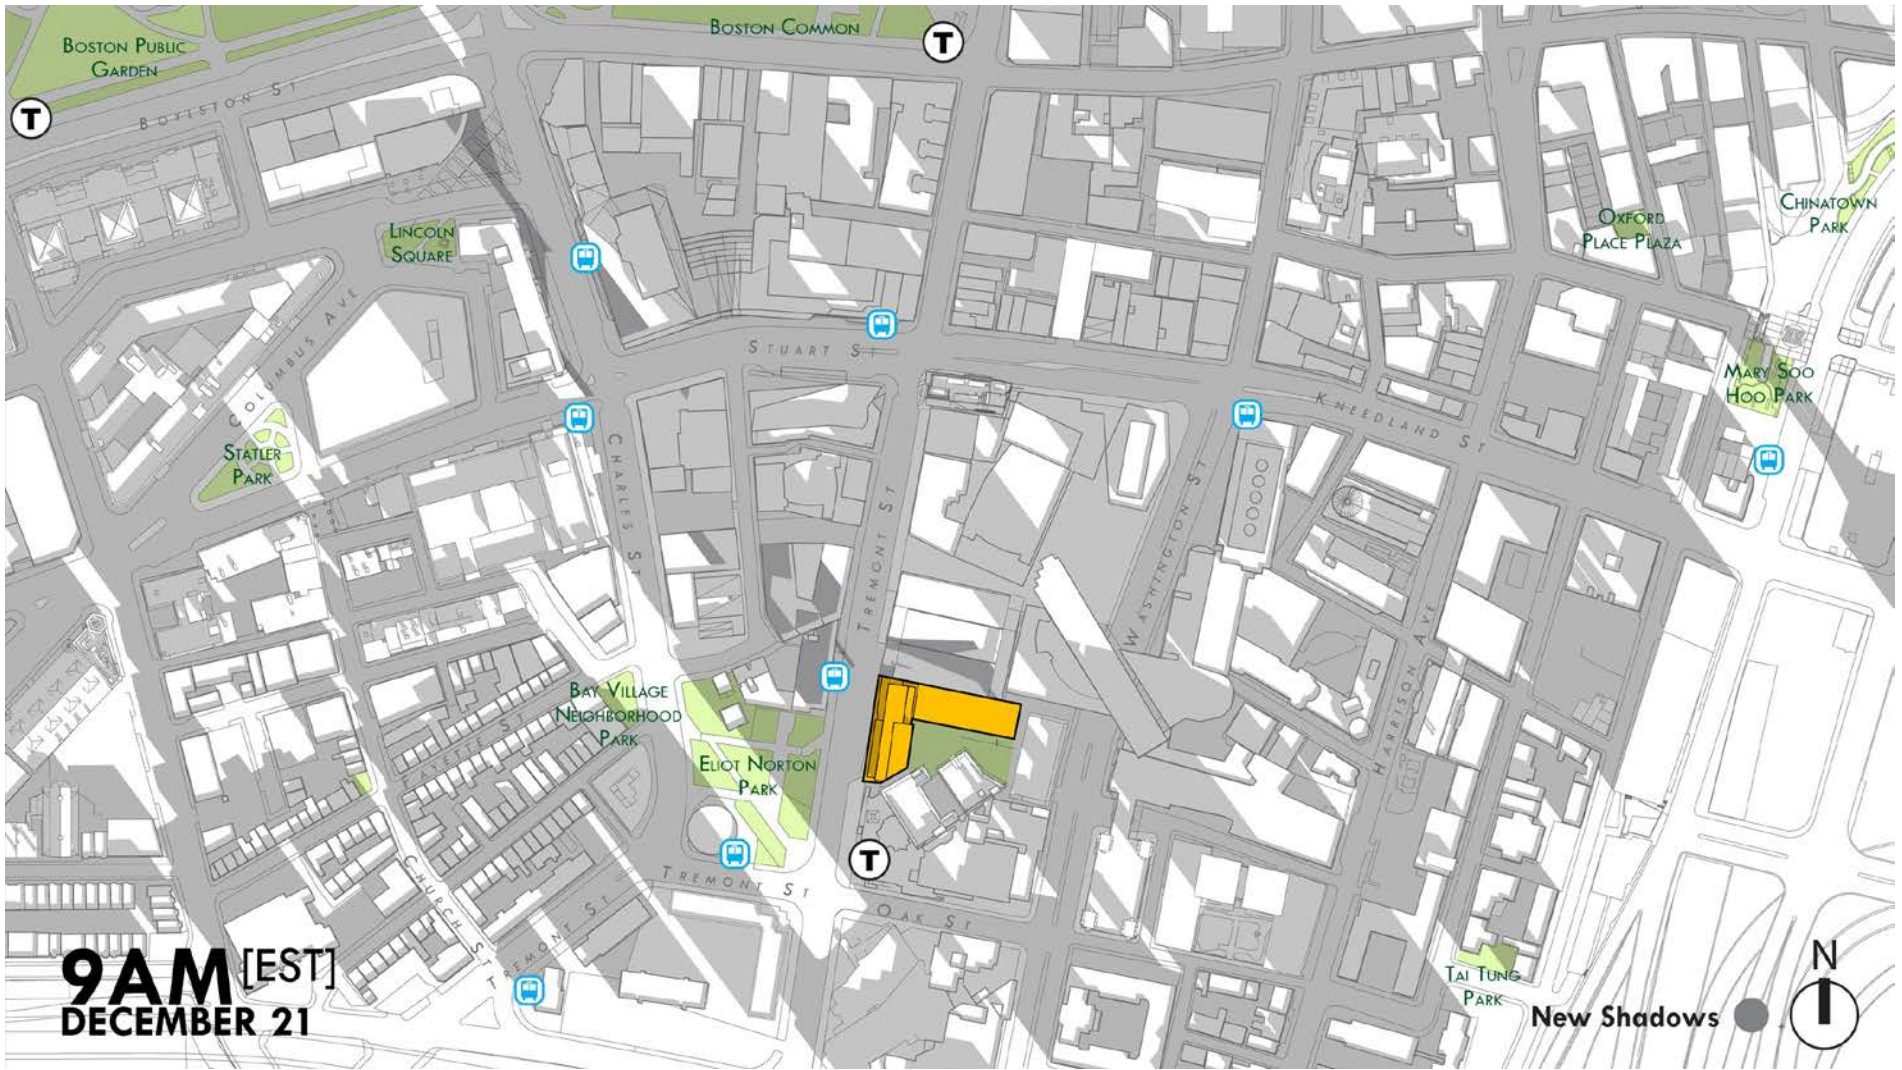 BOSTON COMMON
T
BOSTON PUBLIC
GARDEN
T
BOYLSTON ST
LINCOLN
SQUARE
CHINATOWN
PARK
OXFORD
PLACE PLAZA
COLUMBUS AVE
STUART ST
MARY SOO
HOO PARK
KNEEDLAND ST
STATLER
PARK
CHARLES ST
TREMONT ST
WASHINGTON ST
HARRISON AVE
BAY VILLAGE
NEIGHBORHOOD
PARK
FAYETTE ST
ELIOT NORTON
PARK
T
CHURCH ST
TREMONT ST
OAK ST
TREMONT ST
9AM [EST]
DECEMBER 21
TAI TUNG
PARK
N
New Shadows